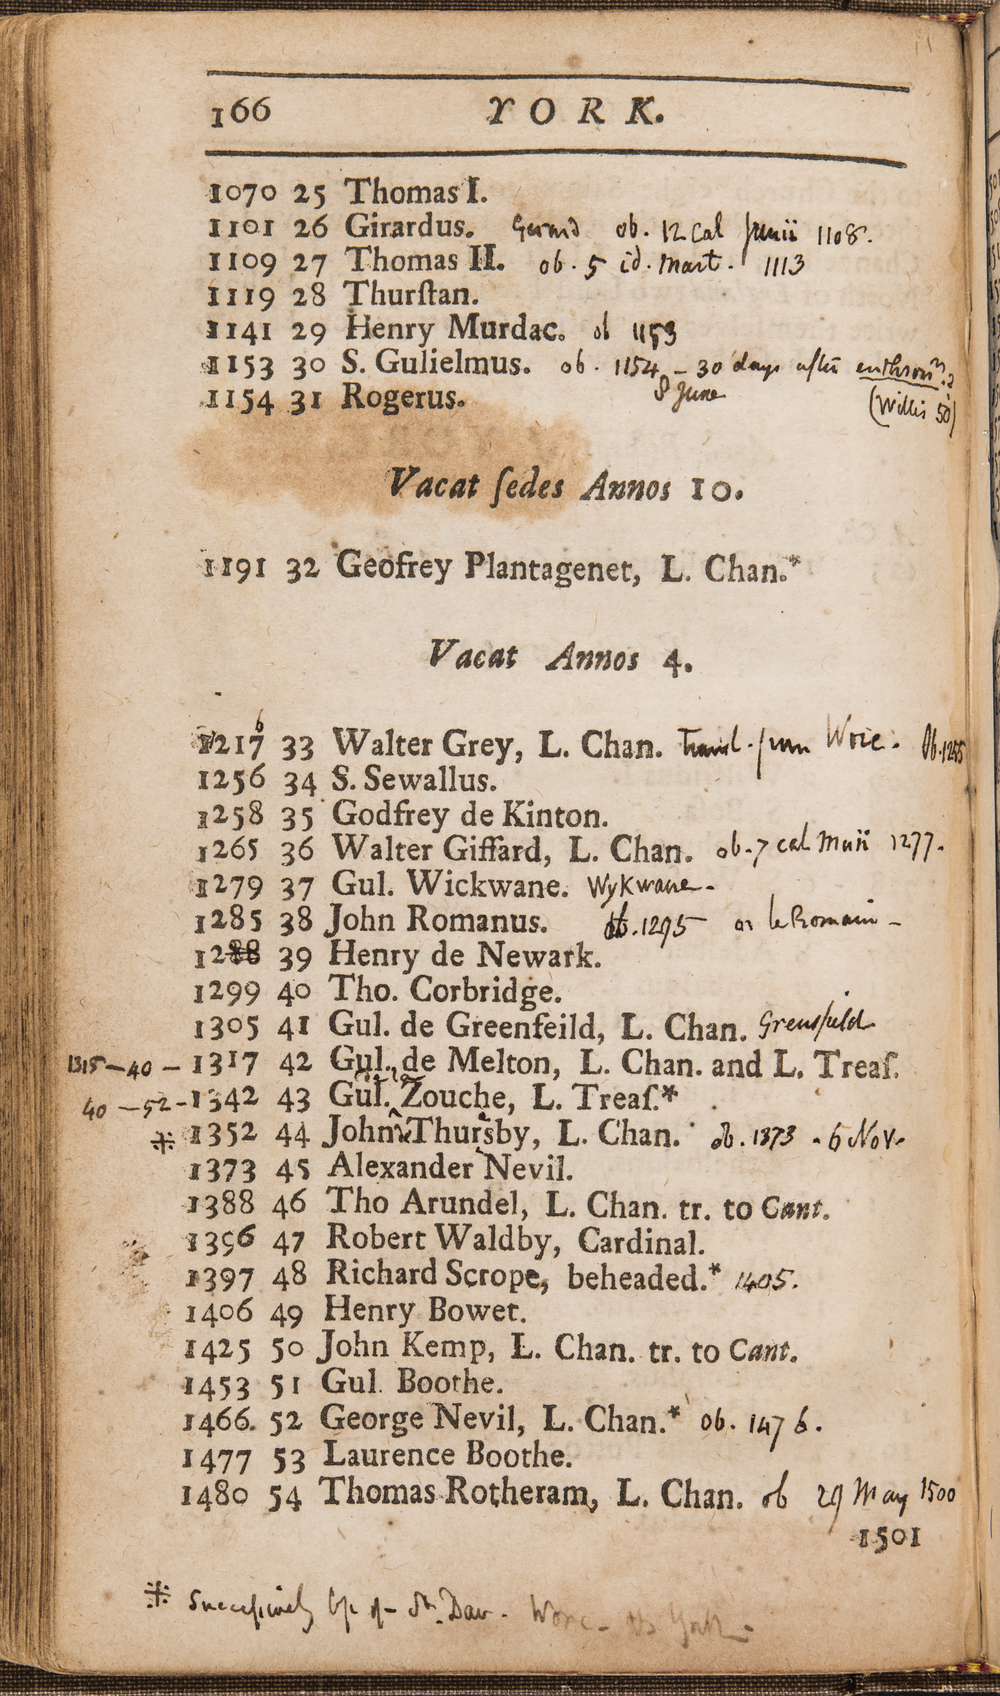 166 YORK.
1070 25 Thomas I.
1101 26 Girardus. Gerard ob. 12 Cal Junii 1108.
1109 27 Thomas II. ob. 5 id. Mart. 1113
1119 28 Thurſtan.
1141 29 Henry Murdac. ob 1153
1153 30 S. Gulielmus. ob. 1154 – 30 days after enthron
1154 31 Rogerus. 8 June (Willis 50)
Vacat ſedes Annos 10.
1191 32 Geofrey Plantagenet, L. Chan.*
Vacat Annos 4.
6
1217 33 Walter Grey, L. Chan. Transl. from Worc. Ob. 1255
1256 34 S. Sewallus.
1258 35 Godfrey de Kinton.
1265 36 Walter Giffard, L. Chan. ob. 7 cal Maii 1277.
1279 37 Gul. Wickwane. Wykwane.
1285 38 John Romanus. ob. 1295 or le Romain –
1288 39 Henry de Newark.
1299 40 Tho. Corbridge.
1305 41 Gul. de Greenfeild, L. Chan. Grensfield
1315–40 – 1317 42 Gul. de Melton, L. Chan. and L. Treaſ.
40–52 – 1342 43 Gul. Zouche, L. Treaſ.*
※ 1352 44 John Thursby, L. Chan. ob. 1373 . 6 Nov.
1373 45 Alexander Nevil.
1388 46 Tho Arundel, L. Chan. tr. to Cant.
1396 47 Robert Waldby, Cardinal.
1397 48 Richard Scrope, beheaded.* 1405.
1406 49 Henry Bowet.
1425 50 John Kemp, L. Chan. tr. to Cant.
1453 51 Gul. Boothe.
1466. 52 George Nevil, L. Chan.* ob. 1476.
1477 53 Laurence Boothe.
1480 54 Thomas Rotheram, L. Chan. ob 29 May 1500
1501
※ Successively Bp of St. Dav. Worc. York.